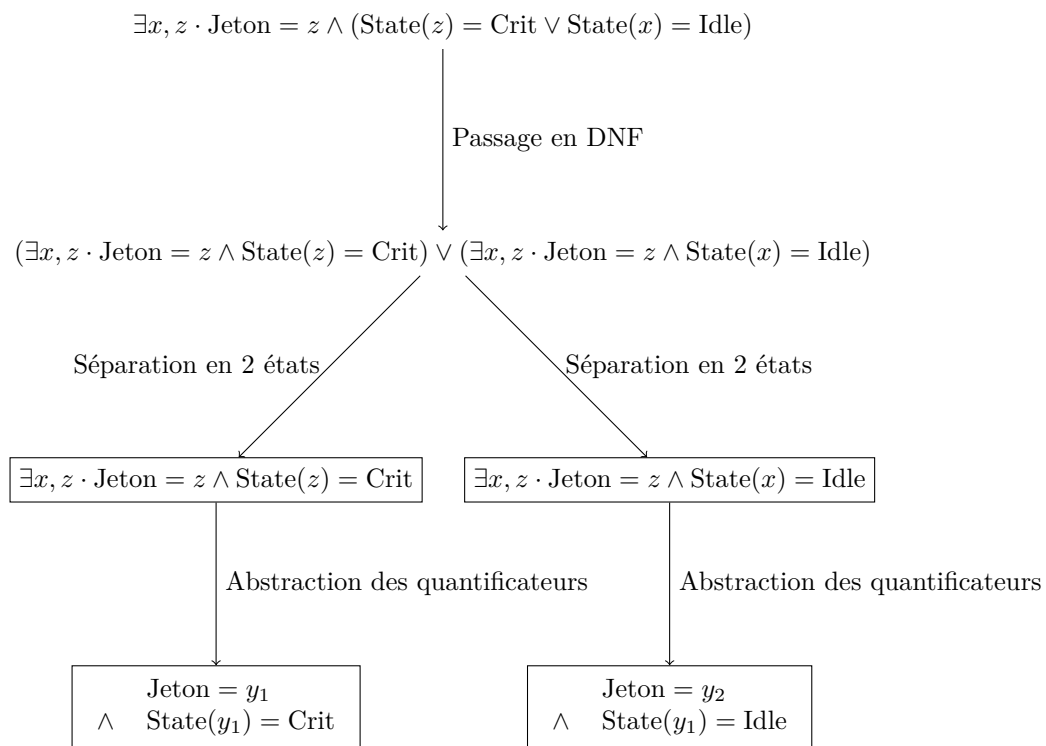 ∃x, z · Jeton = z ∧ (State(z) = Crit ∨ State(x) = Idle)
Passage en DNF
(∃x, z · Jeton = z ∧ State(z) = Crit) ∨ (∃x, z · Jeton = z ∧ State(x) = Idle)
Séparation en 2 états
Séparation en 2 états
∃x, z · Jeton = z ∧ State(z) = Crit
∃x, z · Jeton = z ∧ State(x) = Idle
Abstraction des quantificateurs
Abstraction des quantificateurs
Jeton = y₁
∧ State(y₁) = Crit
Jeton = y₂
∧ State(y₁) = Idle